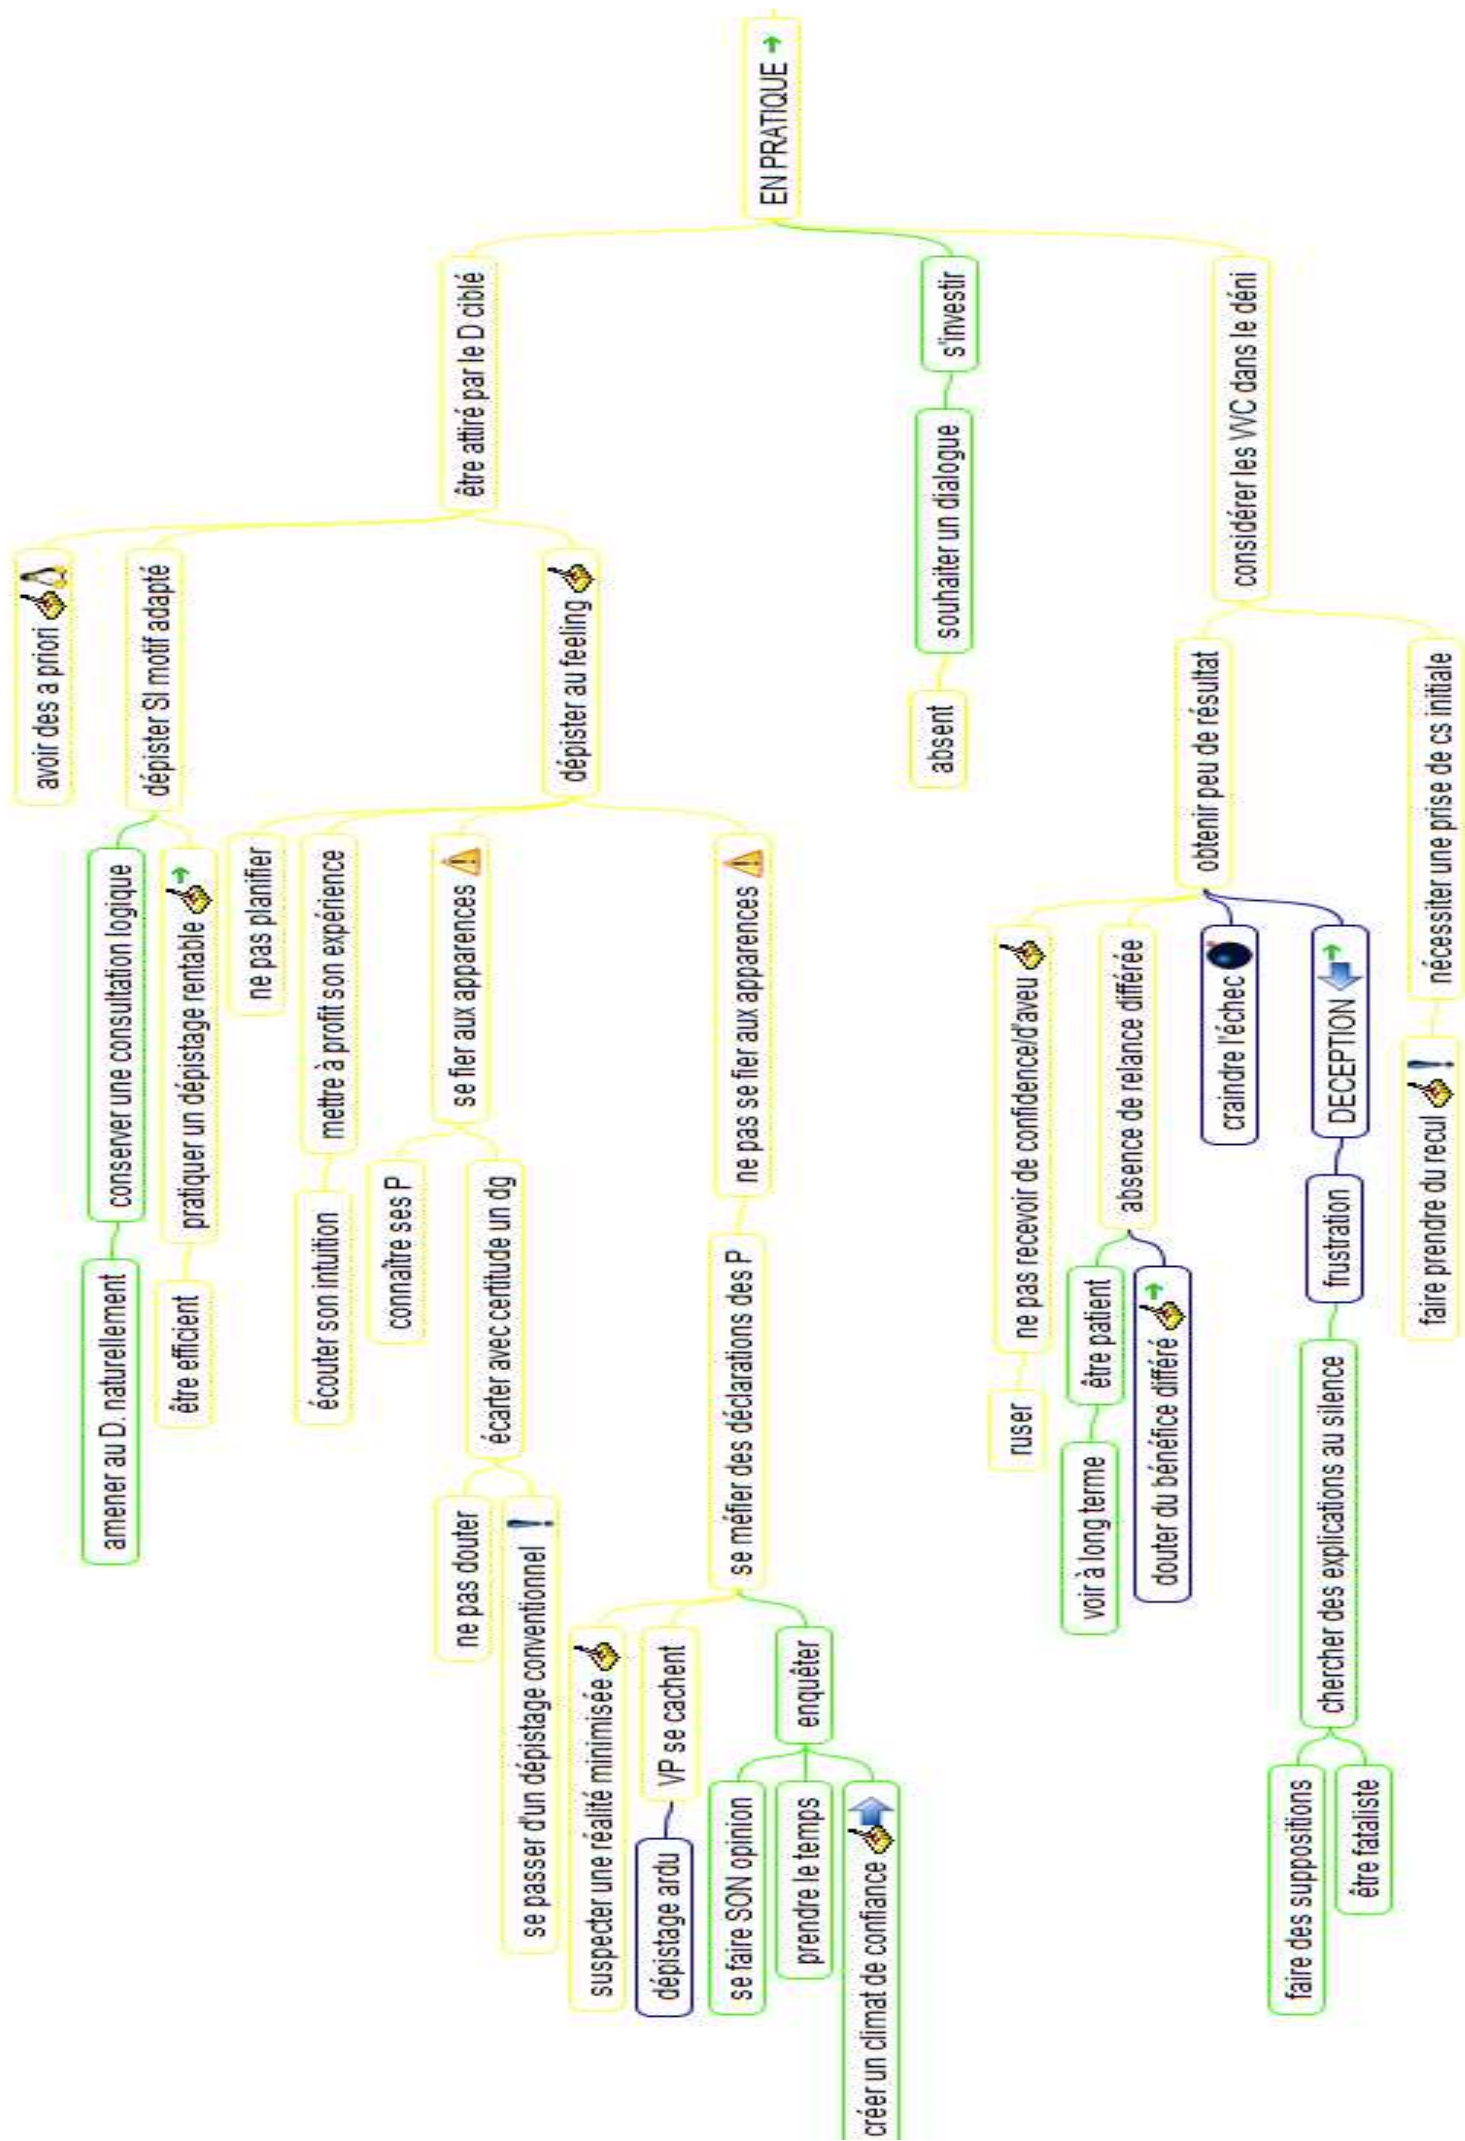 EN PRATIQUE
être attiré par le D ciblé
avoir des a priori
dépister SI motif adapté
conserver une consultation logique
amener au D. naturellement
pratiquer un dépistage rentable
être efficient
dépister au feeling
ne pas planifier
mettre à profit son expérience
écouter son intuition
se fier aux apparences
connaître ses P
écarter avec certitude un dg
ne pas douter
se passer d'un dépistage conventionnel
ne pas se fier aux apparences
se méfier des déclarations des P
suspecter une réalité minimisée
VP se cachent
dépistage ardu
enquêter
se faire SON opinion
prendre le temps
créer un climat de confiance
s'investir
souhaiter un dialogue
absent
considérer les VVC dans le déni
obtenir peu de résultat
ne pas recevoir de confidence/d'aveu
ruser
absence de relance différée
être patient
voir à long terme
douter du bénéfice différé
craindre l'échec
DECEPTION
frustration
chercher des explications au silence
faire des suppositions
être fataliste
nécessiter une prise de cs initiale
faire prendre du recul